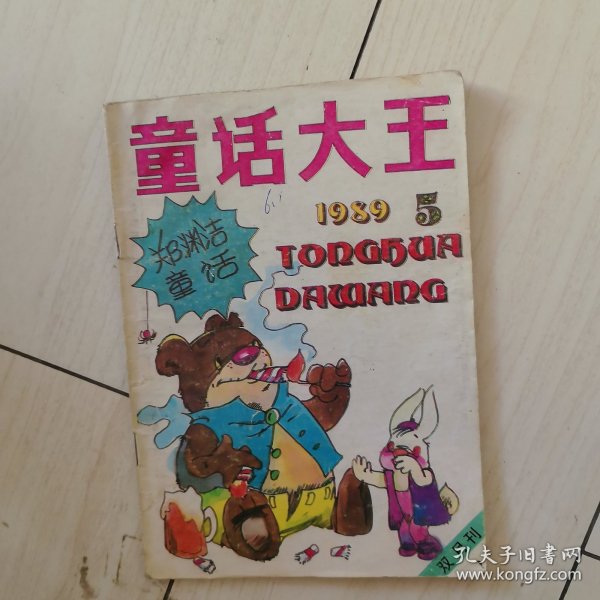 童话大王
1989 5
TONGHUA
DAWANG
郑渊洁
童话
双月刊
孔夫子旧书网
www.kongfz.com